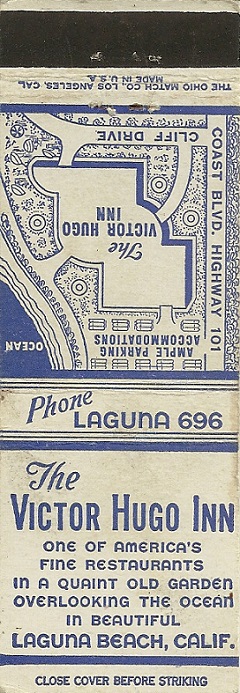 THE OHIO MATCH CO., LOS ANGELES, CAL.
MADE IN U.S.A.
CLIFF DRIVE
COAST BLVD. HIGHWAY 101
The
VICTOR HUGO
INN
AMPLE PARKING
ACCOMMODATIONS
OCEAN
Phone
LAGUNA 696
The
VICTOR HUGO INN
ONE OF AMERICA'S
FINE RESTAURANTS
IN A QUAINT OLD GARDEN
OVERLOOKING THE OCEAN
IN BEAUTIFUL
LAGUNA BEACH, CALIF.
CLOSE COVER BEFORE STRIKING